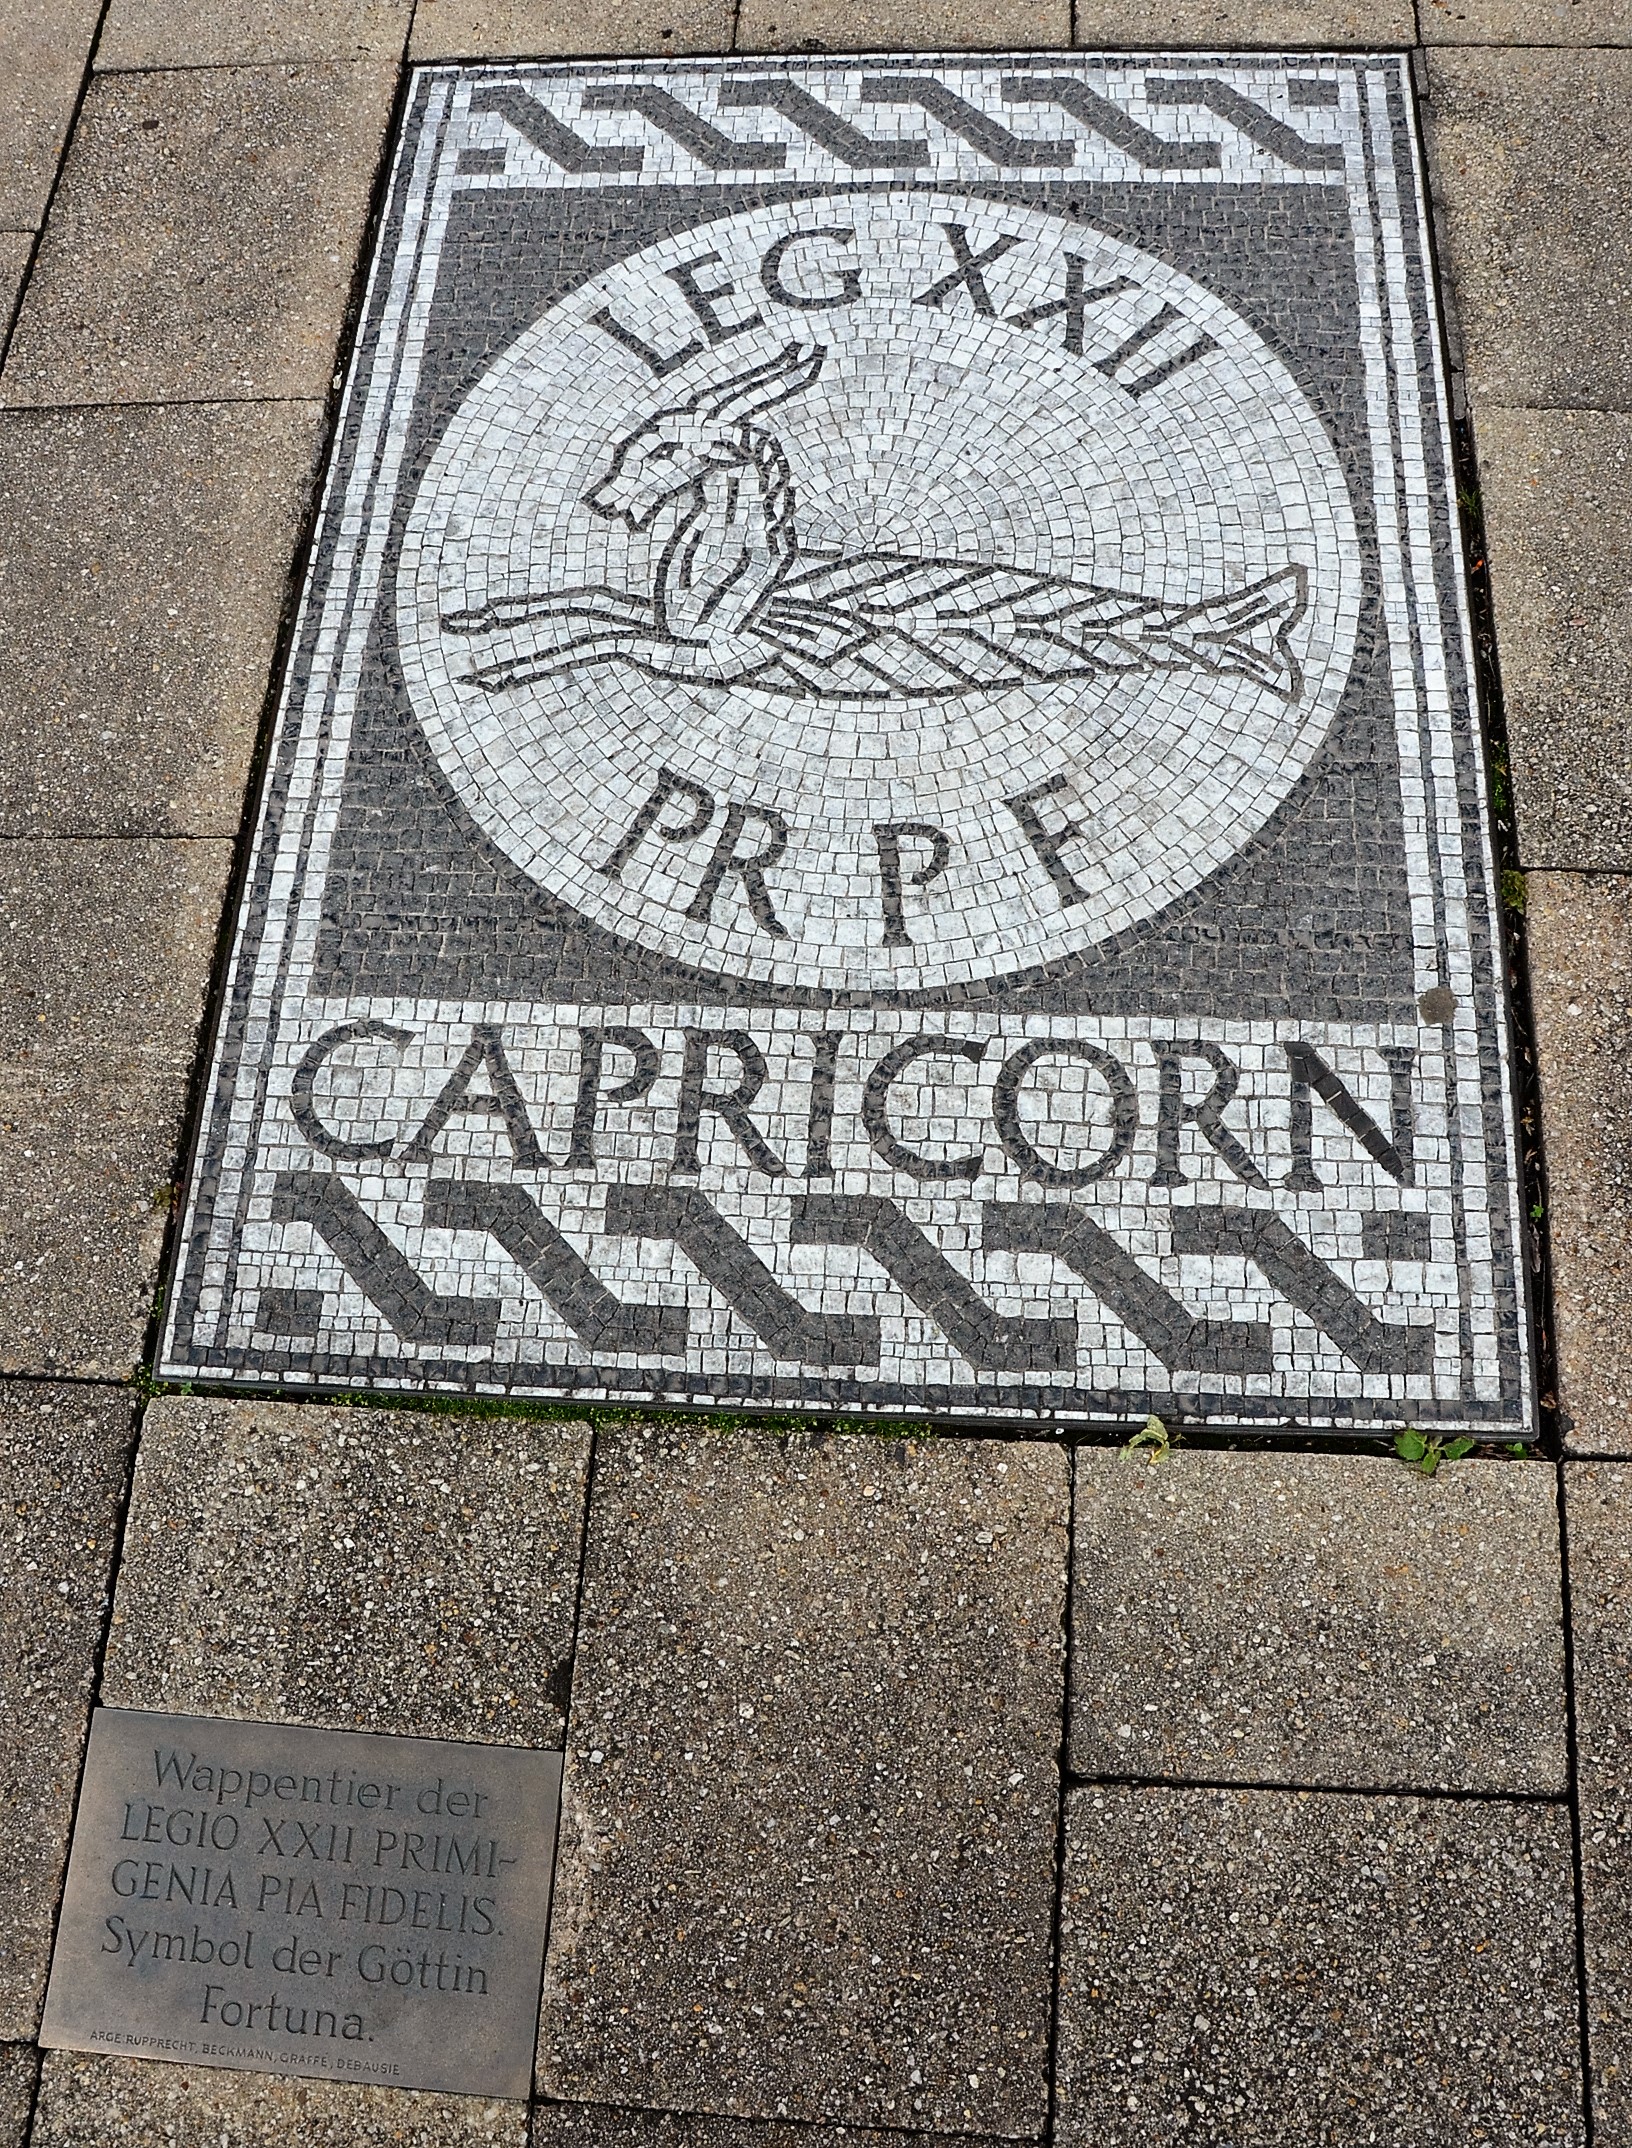 LEG XXII
PR P F
CAPRICORN
Wappentier der
LEGIO XXII PRIMI-
GENIA PIA FIDELIS.
Symbol der Göttin
Fortuna.
ARGE RUPPRECHT, BECKMANN, GRAFFE, DEBAUSIE